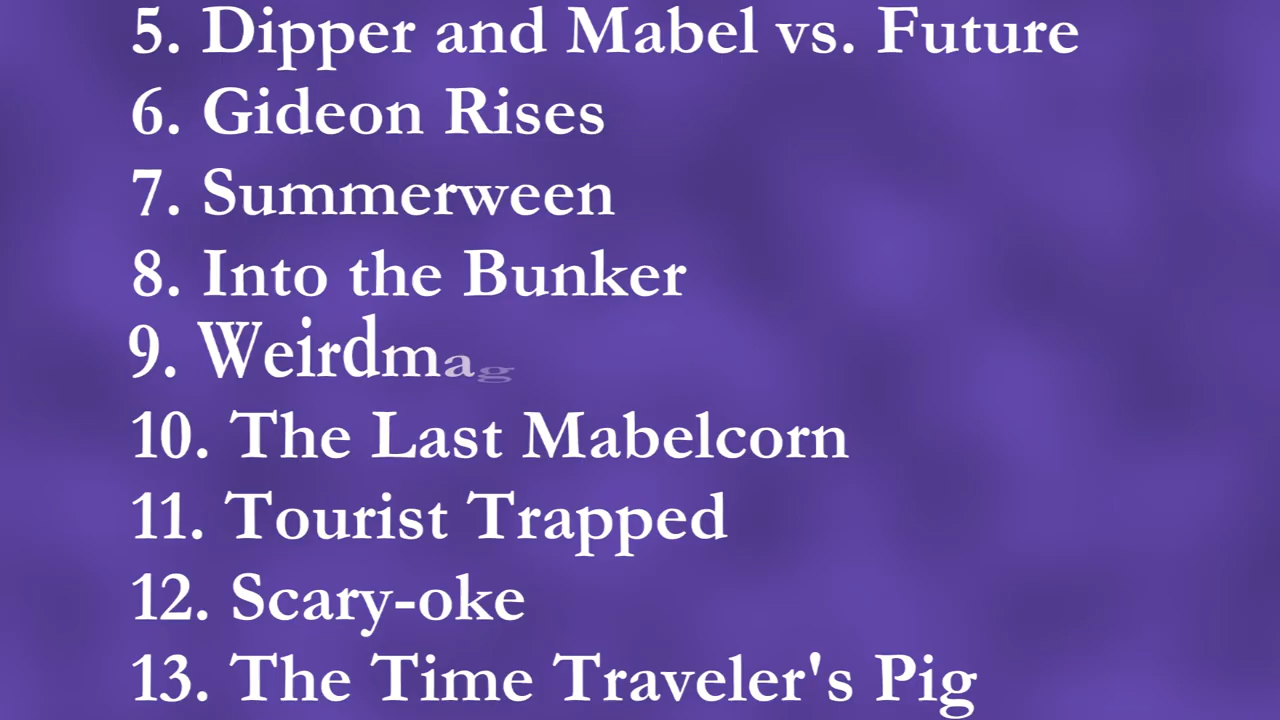 5. Dipper and Mabel vs. Future
6. Gideon Rises
7. Summerween
8. Into the Bunker
9. Weirdmag
10. The Last Mabelcorn
11. Tourist Trapped
12. Scary-oke
13. The Time Traveler's Pig